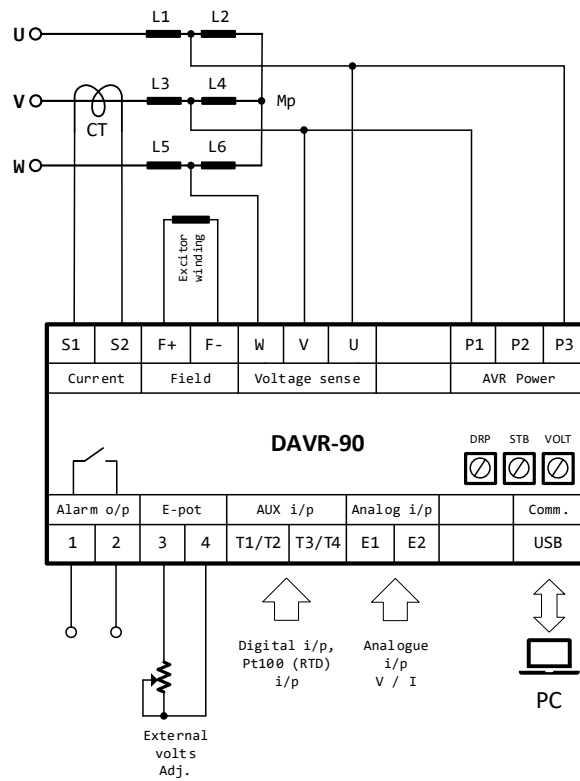 L1 L2
U
L3 L4
V Mp
CT
L5 L6
W
Excitor
winding
S1 S2 F+ F- W V U P1 P2 P3
Current Field Voltage sense AVR Power
DAVR-90
DRP STB VOLT
Alarm o/p E-pot AUX i/p Analog i/p Comm.
1 2 3 4 T1/T2 T3/T4 E1 E2 USB
Digital i/p,
Pt100 (RTD)
i/p
Analogue
i/p
V / I
PC
External
volts
Adj.